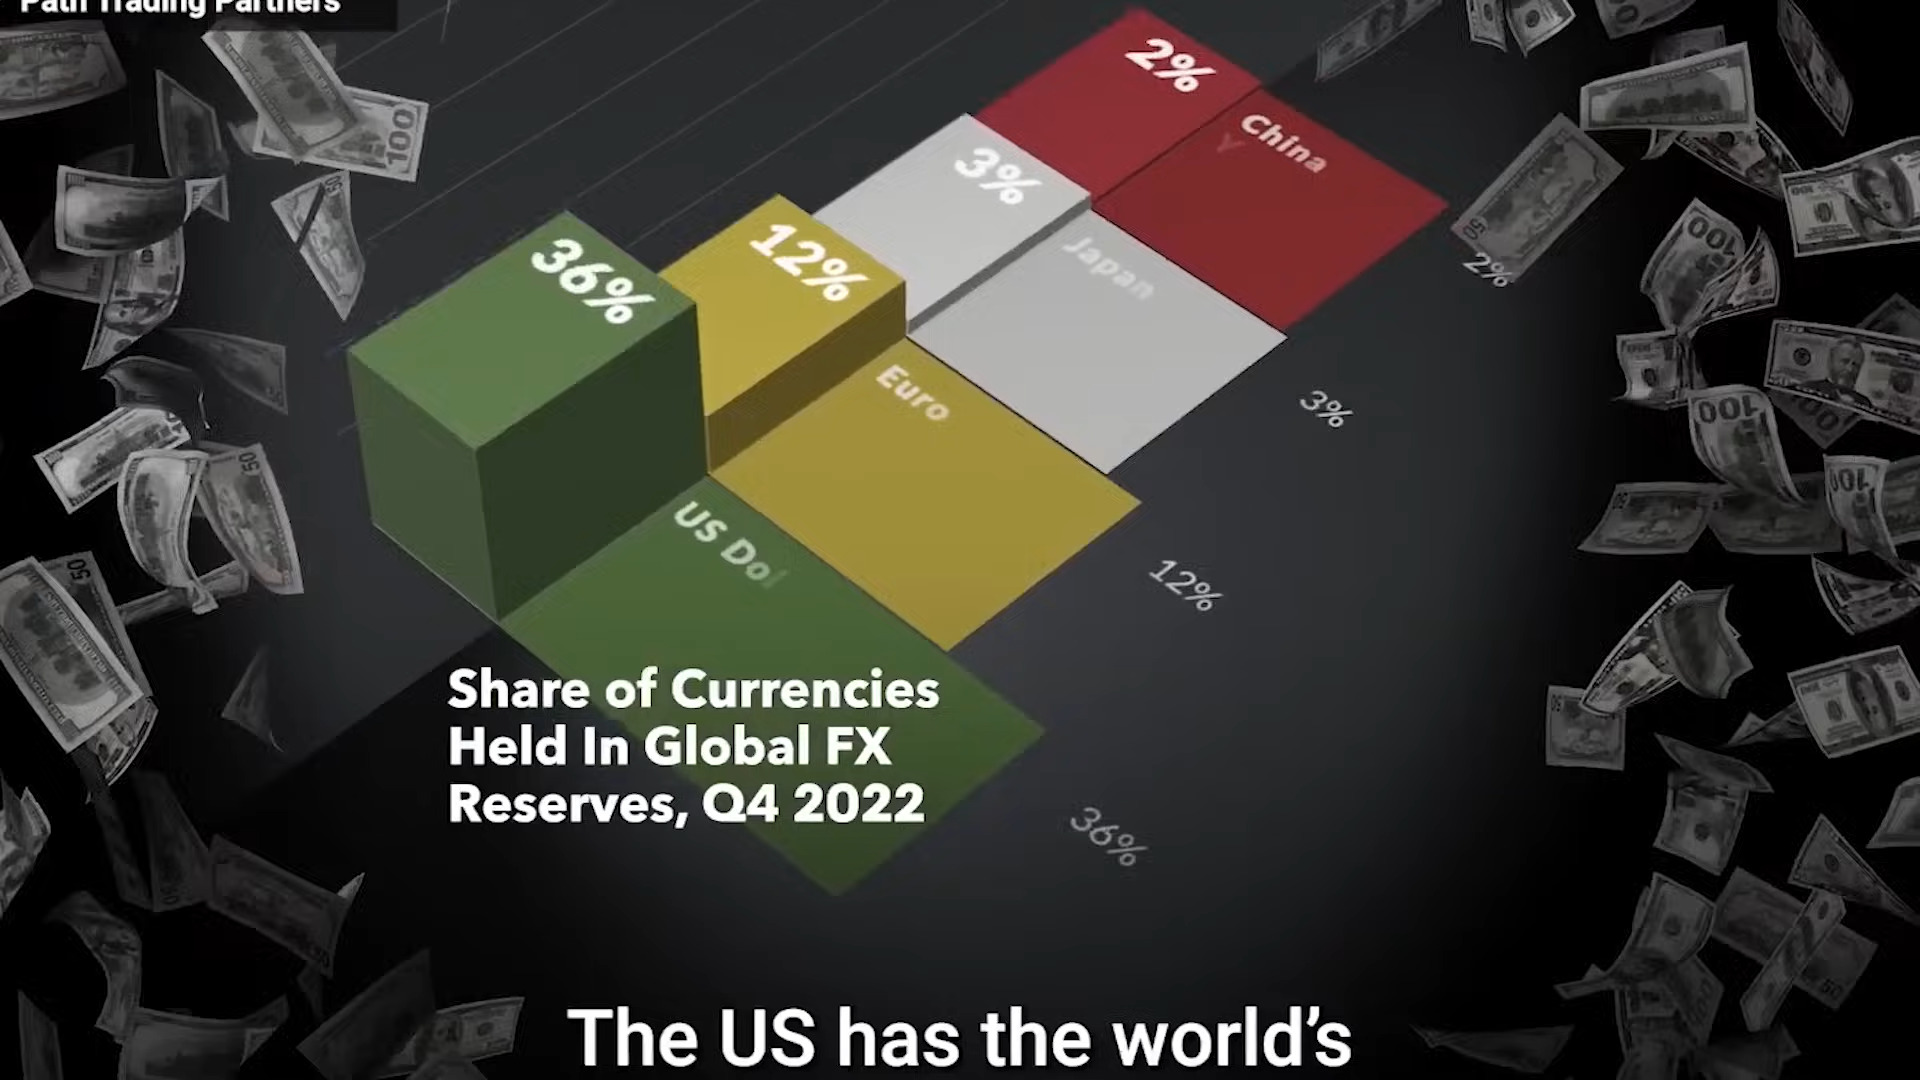 Path Trading Partners
2%
China
3%
Japan
36%
12%
Euro
US Dol
2%
3%
12%
36%
Share of Currencies
Held In Global FX
Reserves, Q4 2022
The US has the world's